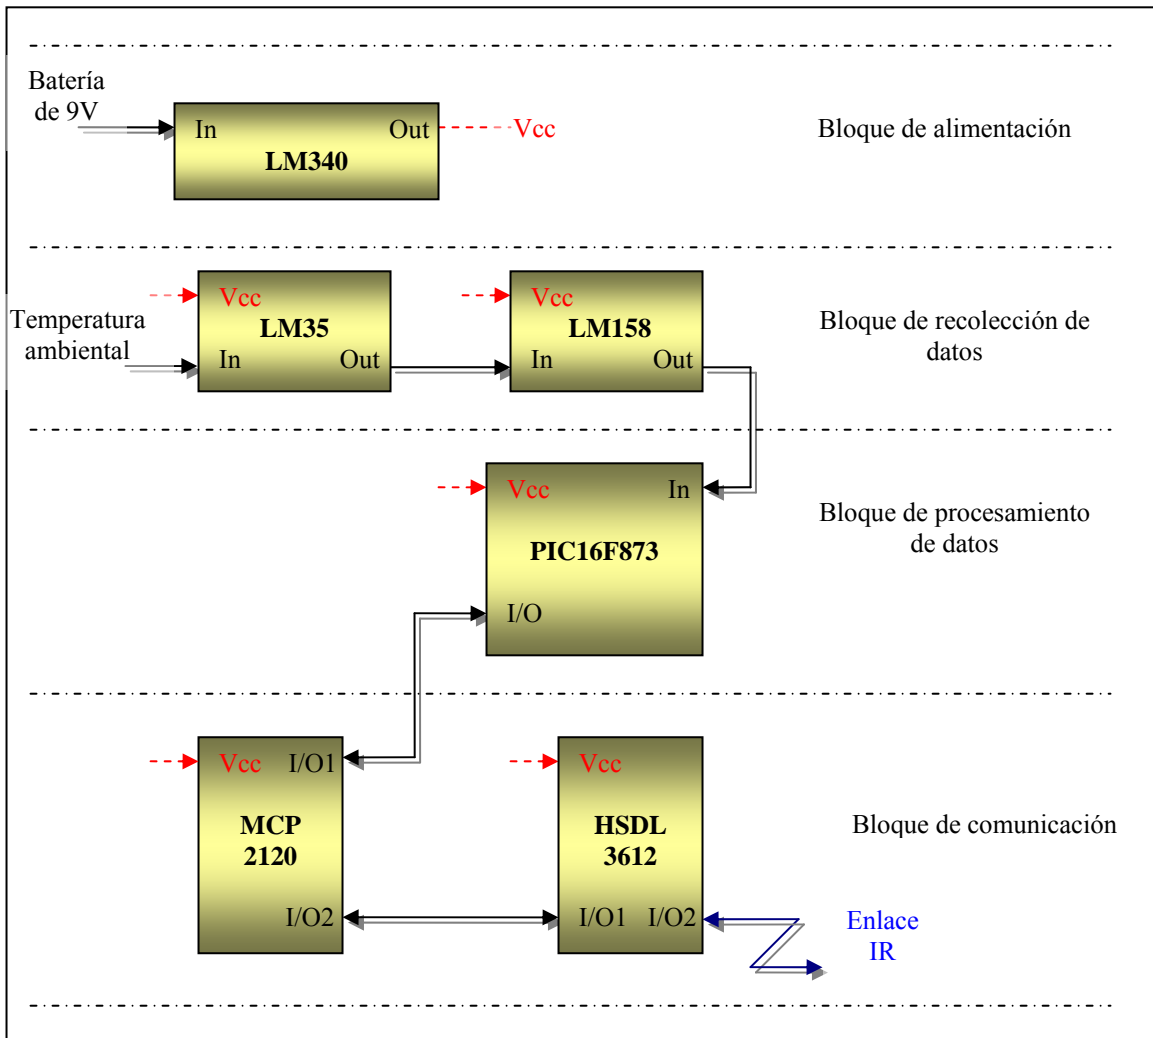 Batería
de 9V
In
Out
Vcc
LM340
Bloque de alimentación
Vcc
LM35
In
Out
Temperatura
ambiental
Vcc
LM158
In
Out
Bloque de recolección de
datos
Vcc
In
PIC16F873
I/O
Bloque de procesamiento
de datos
Vcc
I/O1
MCP
2120
I/O2
Vcc
HSDL
3612
I/O1
I/O2
Bloque de comunicación
Enlace
IR